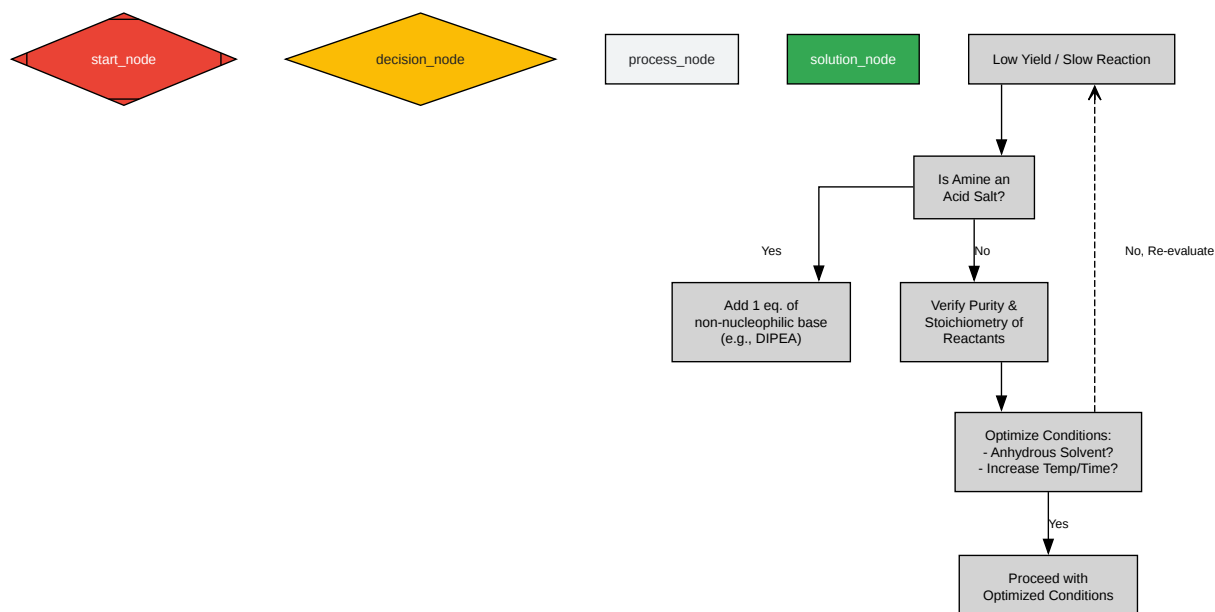 start_node
decision_node
process_node
solution_node
Low Yield / Slow Reaction
Is Amine an
Acid Salt?
Yes
No
No, Re-evaluate
Add 1 eq. of
non-nucleophilic base
(e.g., DIPEA)
Verify Purity &
Stoichiometry of
Reactants
Optimize Conditions:
- Anhydrous Solvent?
- Increase Temp/Time?
Yes
Proceed with
Optimized Conditions